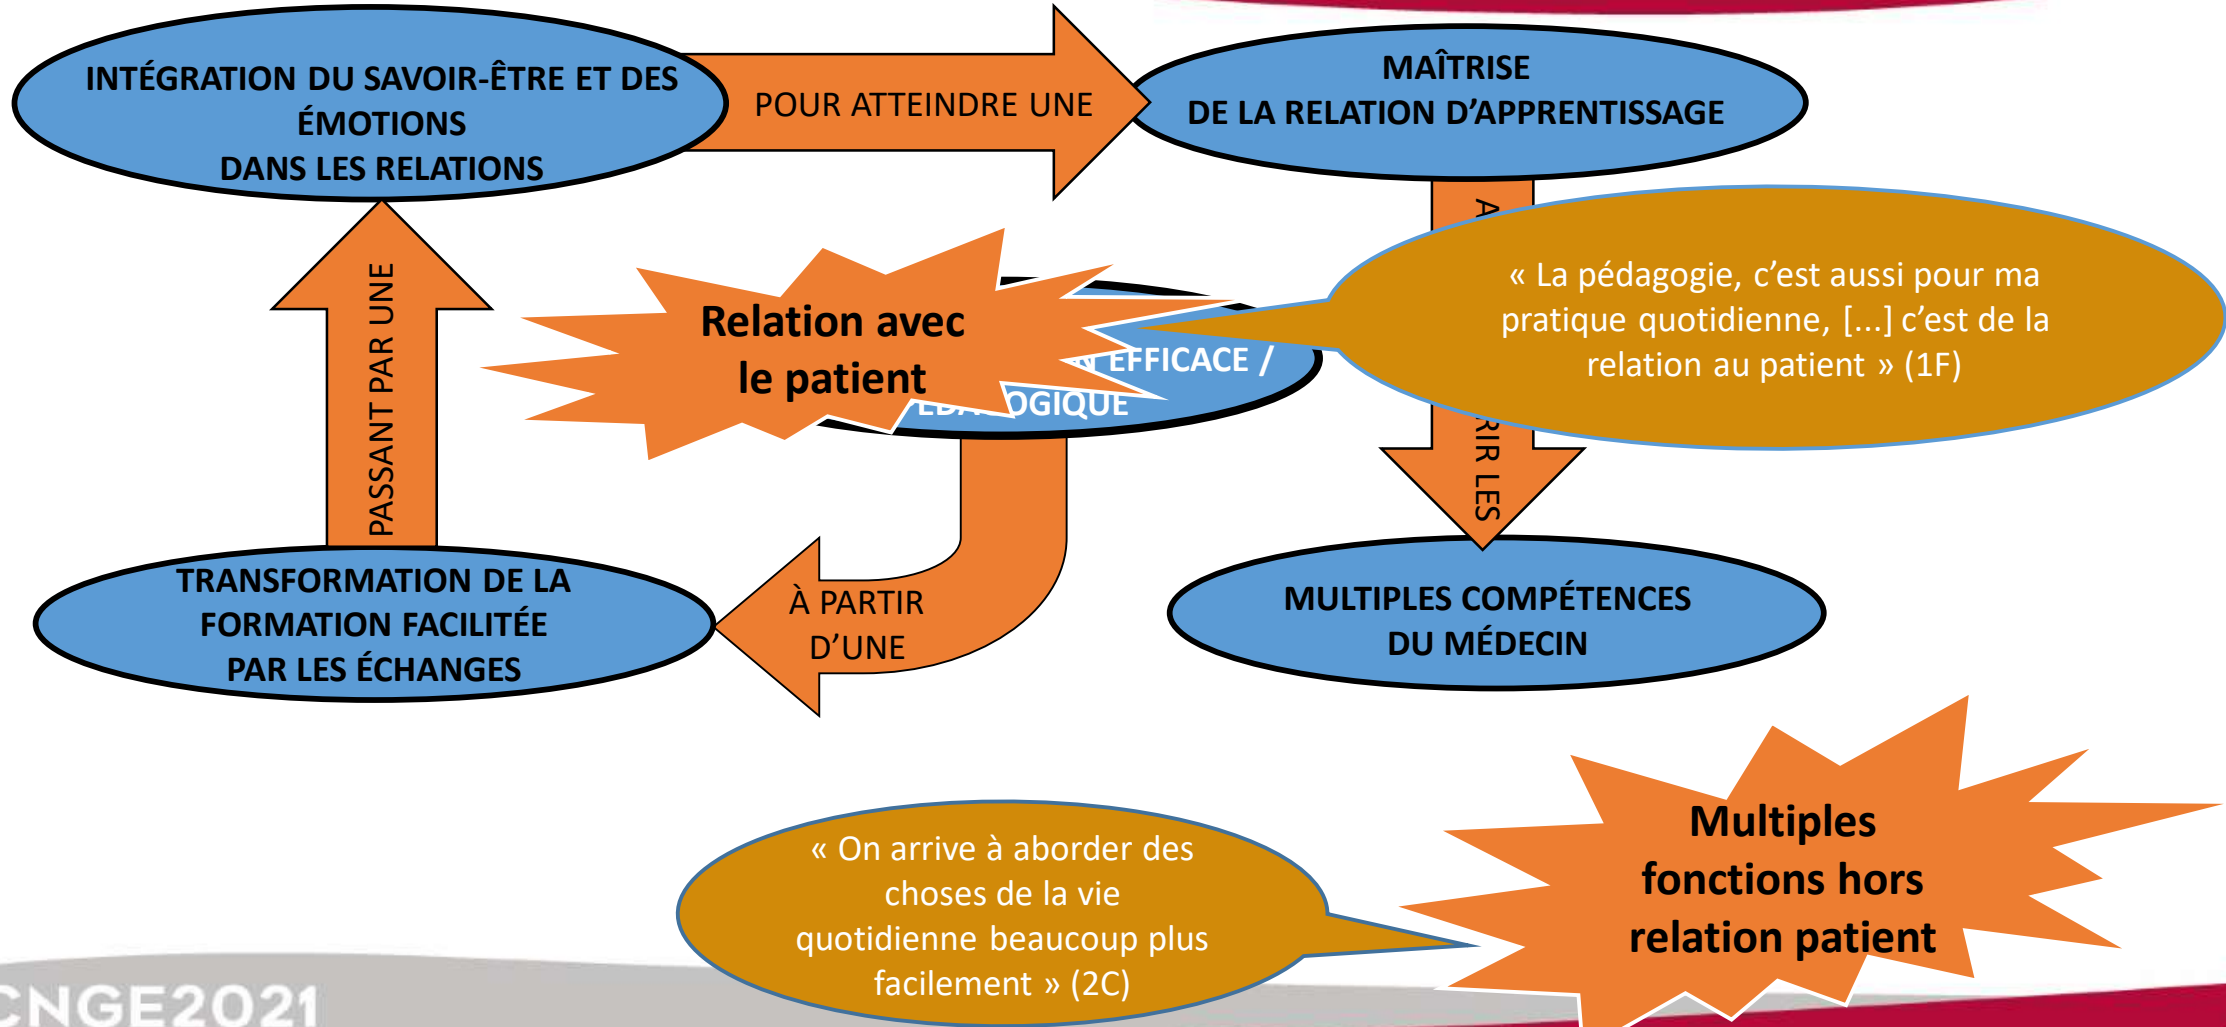 INTÉGRATION DU SAVOIR-ÊTRE ET DES
ÉMOTIONS
DANS LES RELATIONS
POUR ATTEINDRE UNE
MAÎTRISE
DE LA RELATION D'APPRENTISSAGE
PASSANT PAR UNE
Relation avec
le patient
EFFICACE /
OGIQUE
« La pédagogie, c'est aussi pour ma
pratique quotidienne, [...] c'est de la
relation au patient » (1F)
LES
TRANSFORMATION DE LA
FORMATION FACILITÉE
PAR LES ÉCHANGES
À PARTIR
D'UNE
MULTIPLES COMPÉTENCES
DU MÉDECIN
« On arrive à aborder des
choses de la vie
quotidienne beaucoup plus
facilement » (2C)
Multiples
fonctions hors
relation patient
CNGE2021